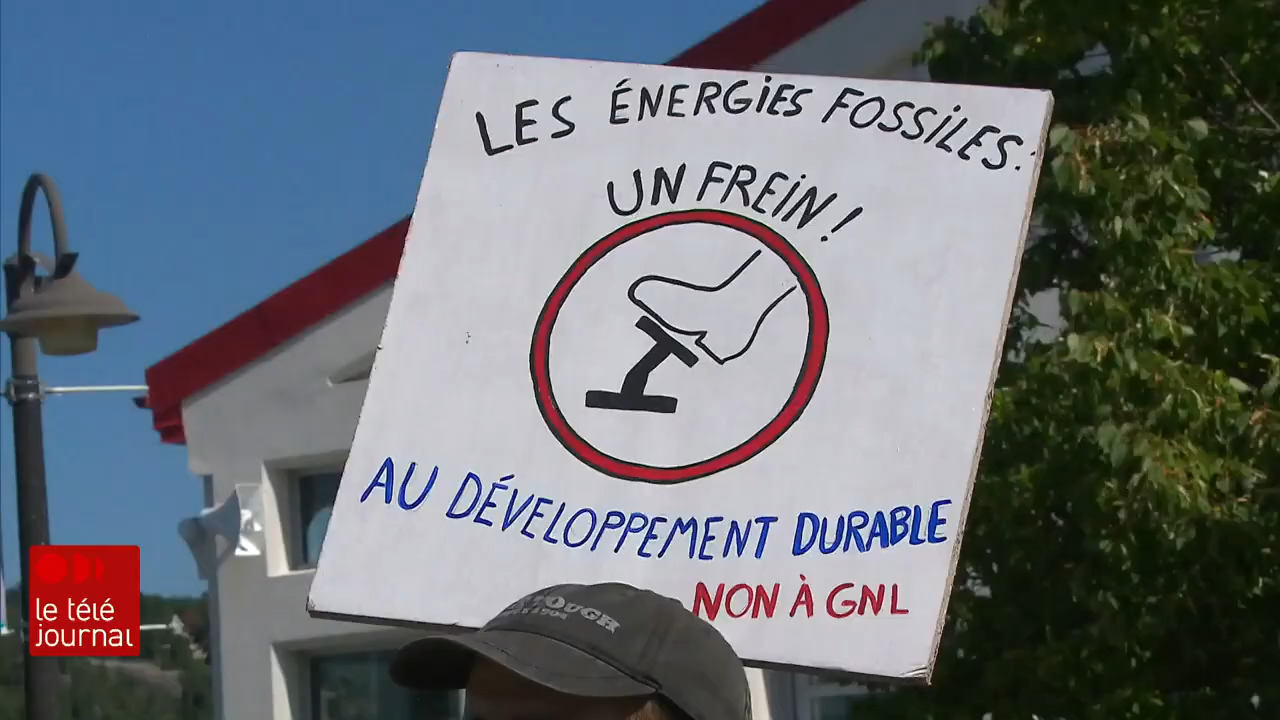 LES ÉNERGIES FOSSILES:
UN FREIN!
AU DÉVELOPPEMENT DURABLE
NON À GNL
le télé
journal